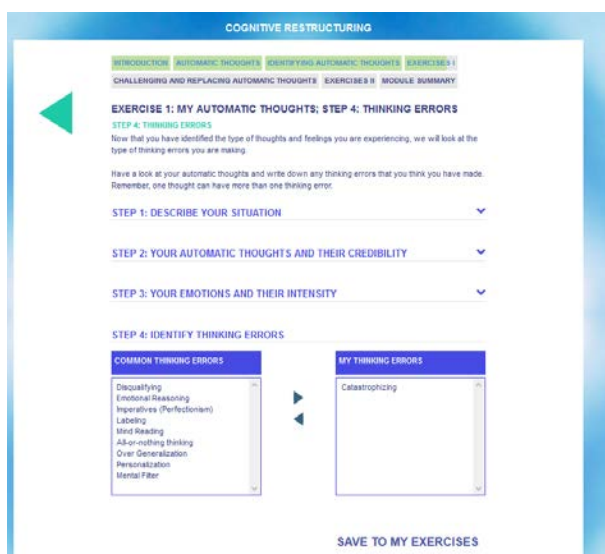 COGNITIVE RESTRUCTURING
INTRODUCTION AUTOMATIC THOUGHTS IDENTIFYING AUTOMATIC THOUGHTS EXERCISES I
CHALLENGING AND REPLACING AUTOMATIC THOUGHTS EXERCISES II MODULE SUMMARY
EXERCISE 1: MY AUTOMATIC THOUGHTS; STEP 4: THINKING ERRORS
STEP 4: THINKING ERRORS
Now that you have identified the type of thoughts and feelings you are experiencing, we will look at the
type of thinking errors you are making.
Have a look at your automatic thoughts and write down any thinking errors that you think you have made.
Remember, one thought can have more than one thinking error.
STEP 1: DESCRIBE YOUR SITUATION
STEP 2: YOUR AUTOMATIC THOUGHTS AND THEIR CREDIBILITY
STEP 3: YOUR EMOTIONS AND THEIR INTENSITY
STEP 4: IDENTIFY THINKING ERRORS
COMMON THINKING ERRORS
Disqualifying
Emotional Reasoning
Imperatives (Perfectionism)
Labeling
Mind Reading
All-or-nothing thinking
Over Generalization
Personalization
Mental Filter
MY THINKING ERRORS
Catastrophizing
SAVE TO MY EXERCISES